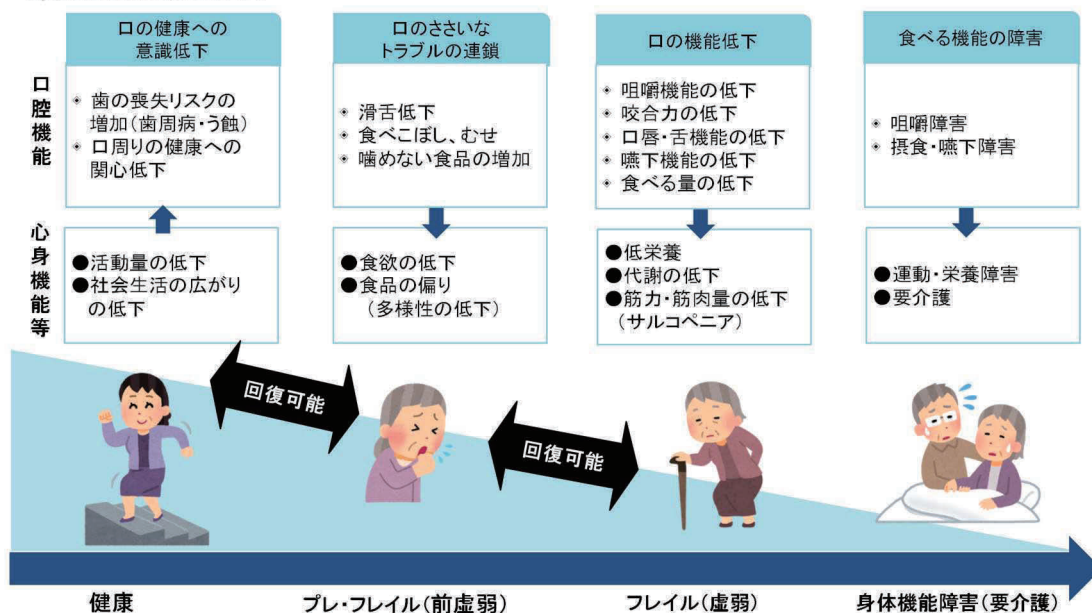 口の健康への
意識低下
口のささいな
トラブルの連鎖
口の機能低下
食べる機能の障害
口腔機能
◈ 歯の喪失リスクの
増加(歯周病・う蝕)
◈ 口周りの健康への
関心低下
◈ 滑舌低下
◈ 食べこぼし、むせ
◈ 噛めない食品の増加
◈ 咀嚼機能の低下
◈ 咬合力の低下
◈ 口唇・舌機能の低下
◈ 嚥下機能の低下
◈ 食べる量の低下
◈ 咀嚼障害
◈ 摂食・嚥下障害
心身機能等
●活動量の低下
●社会生活の広がり
の低下
●食欲の低下
●食品の偏り
(多様性の低下)
●低栄養
●代謝の低下
●筋力・筋肉量の低下
(サルコペニア)
●運動・栄養障害
●要介護
回復可能
回復可能
健康
プレ・フレイル(前虚弱)
フレイル(虚弱)
身体機能障害(要介護)